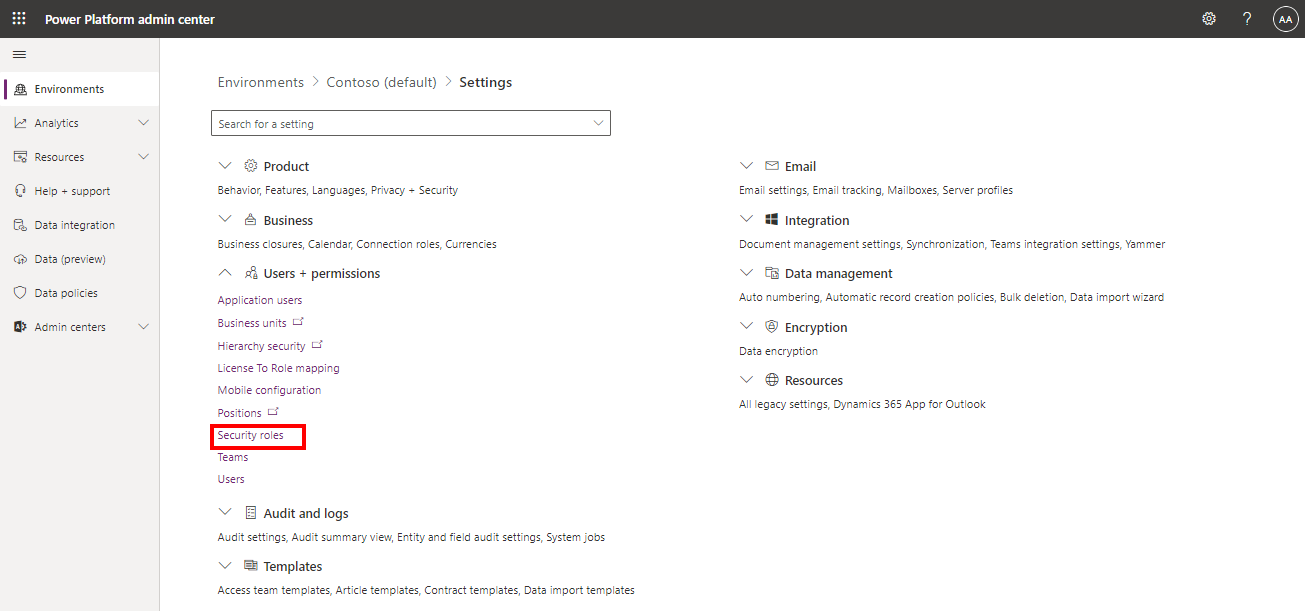 Power Platform admin center
?
AA
Environments
Analytics
Resources
Help + support
Data integration
Data (preview)
Data policies
Admin centers
Environments > Contoso (default) > Settings
Search for a setting
Product
Behavior, Features, Languages, Privacy + Security
Business
Business closures, Calendar, Connection roles, Currencies
Users + permissions
Application users
Business units
Hierarchy security
License To Role mapping
Mobile configuration
Positions
Security roles
Teams
Users
Audit and logs
Audit settings, Audit summary view, Entity and field audit settings, System jobs
Templates
Access team templates, Article templates, Contract templates, Data import templates
Email
Email settings, Email tracking, Mailboxes, Server profiles
Integration
Document management settings, Synchronization, Teams integration settings, Yammer
Data management
Auto numbering, Automatic record creation policies, Bulk deletion, Data import wizard
Encryption
Data encryption
Resources
All legacy settings, Dynamics 365 App for Outlook